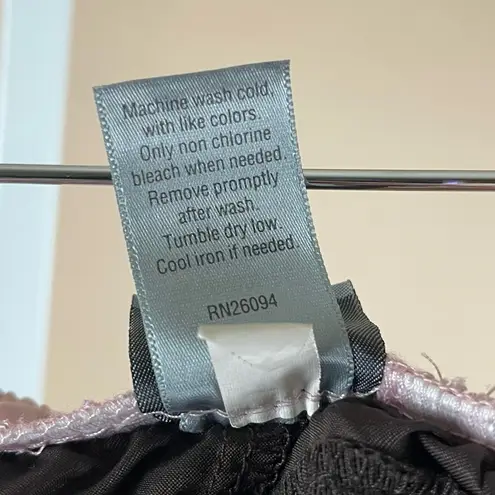 Machine wash cold,
with like colors.
Only non chlorine
bleach when needed.
Remove promptly
after wash.
Tumble dry low.
Cool iron if needed.
RN26094